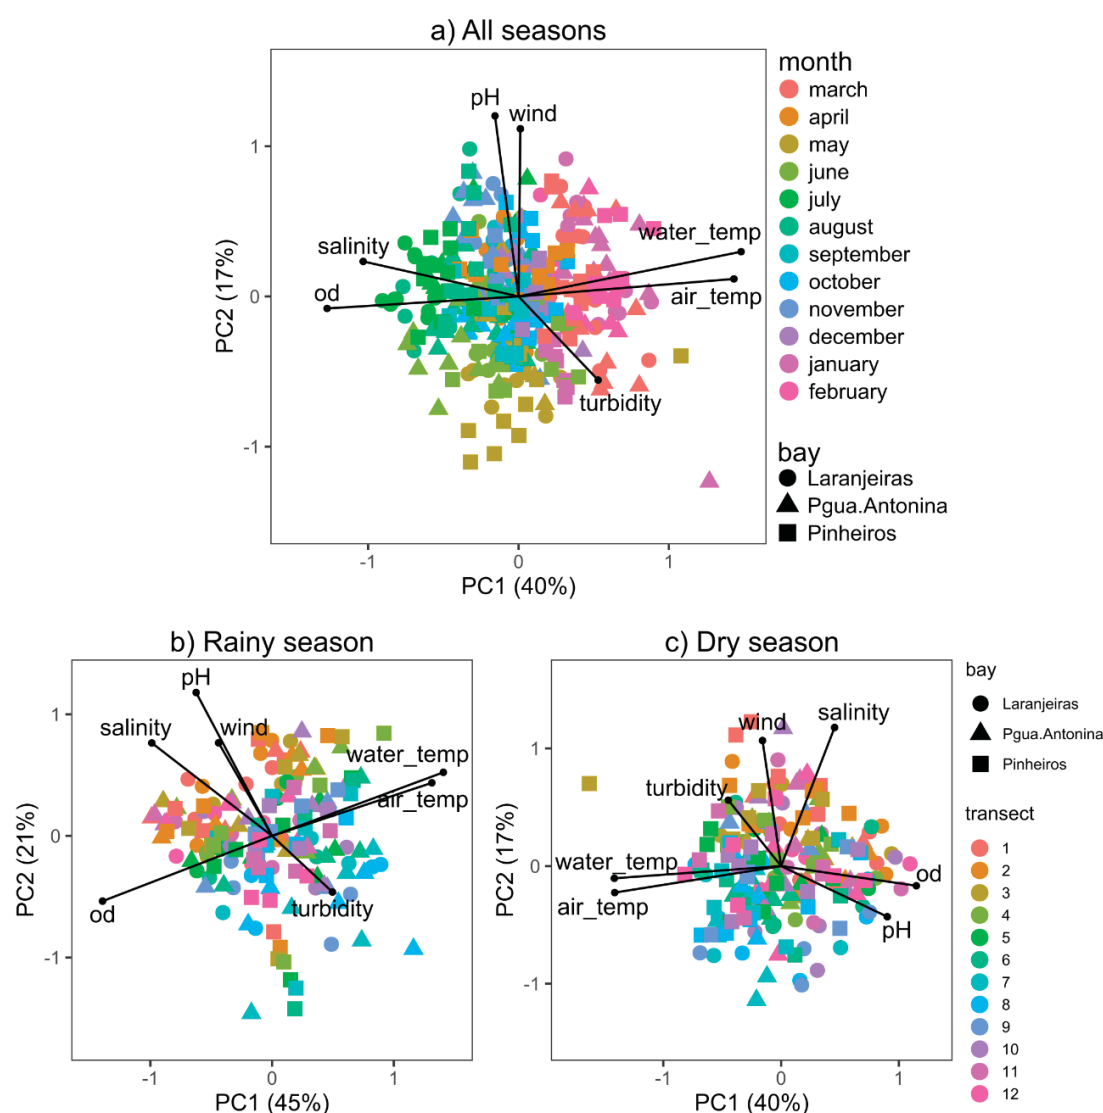 a) All seasons
pH
wind
salinity
water_temp
od
air_temp
turbidity
1
0
-1
PC2 (17%)
-1
0
1
PC1 (40%)
month
march
april
may
june
july
august
september
october
november
december
january
february
bay
Laranjeiras
Pgua.Antonina
Pinheiros
b) Rainy season
pH
salinity
wind
water_temp
air_temp
od
turbidity
1
0
-1
PC2 (21%)
-1
0
1
PC1 (45%)
c) Dry season
wind
salinity
turbidity
water_temp
air_temp
od
pH
1
0
-1
PC2 (17%)
-1
0
1
PC1 (40%)
bay
Laranjeiras
Pgua.Antonina
Pinheiros
transect
1
2
3
4
5
6
7
8
9
10
11
12